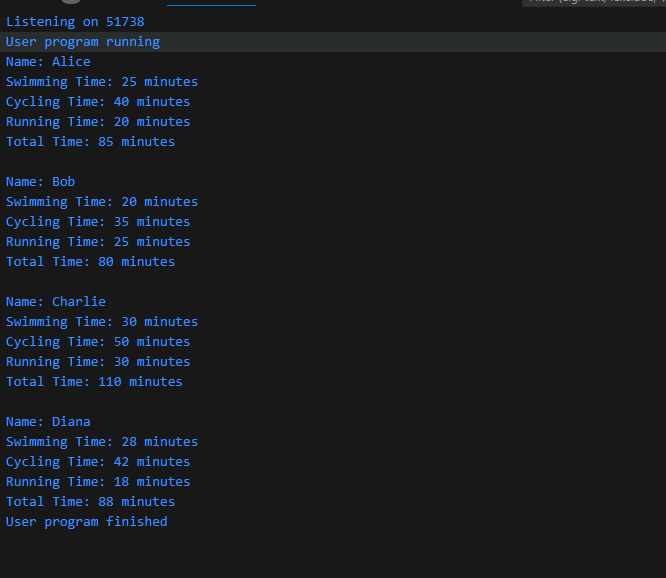 Listening on 51738
User program running
Name: Alice
Swimming Time: 25 minutes
Cycling Time: 40 minutes
Running Time: 20 minutes
Total Time: 85 minutes
Name: Bob
Swimming Time: 20 minutes
Cycling Time: 35 minutes
Running Time: 25 minutes
Total Time: 80 minutes
Name: Charlie
Swimming Time: 30 minutes
Cycling Time: 50 minutes
Running Time: 30 minutes
Total Time: 110 minutes
Name: Diana
Swimming Time: 28 minutes
Cycling Time: 42 minutes
Running Time: 18 minutes
Total Time: 88 minutes
User program finished